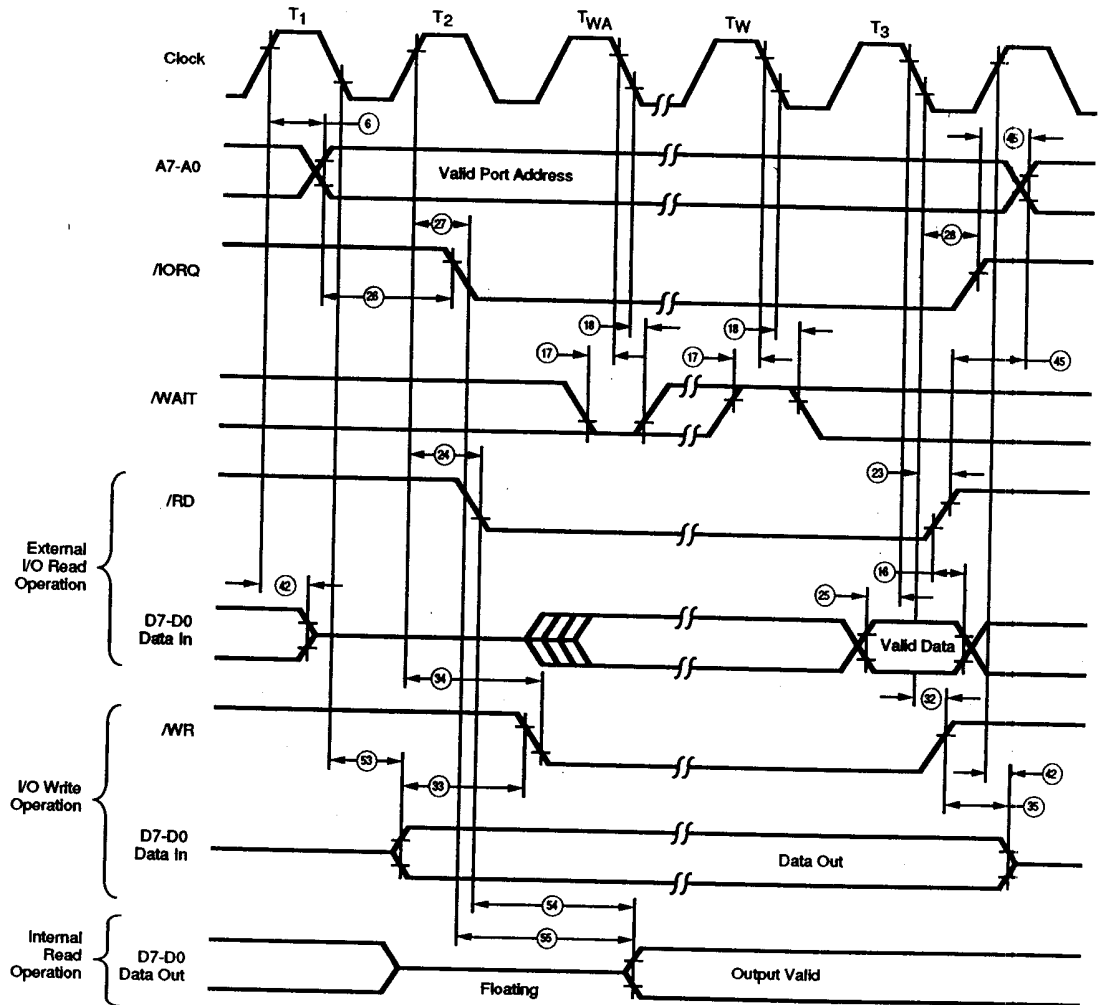 T1 T2 TWA TW T3
Clock
6
46
A7-A0
Valid Port Address
27
28
/IORQ
26
18
18
17
17
45
/WAIT
24
23
/RD
External
I/O Read
Operation
16
42
25
D7-D0
Data In
Valid Data
34
32
/WR
53
33
42
35
I/O Write
Operation
D7-D0
Data In
Data Out
54
55
Internal
Read
Operation
D7-D0
Data Out
Floating
Output Valid